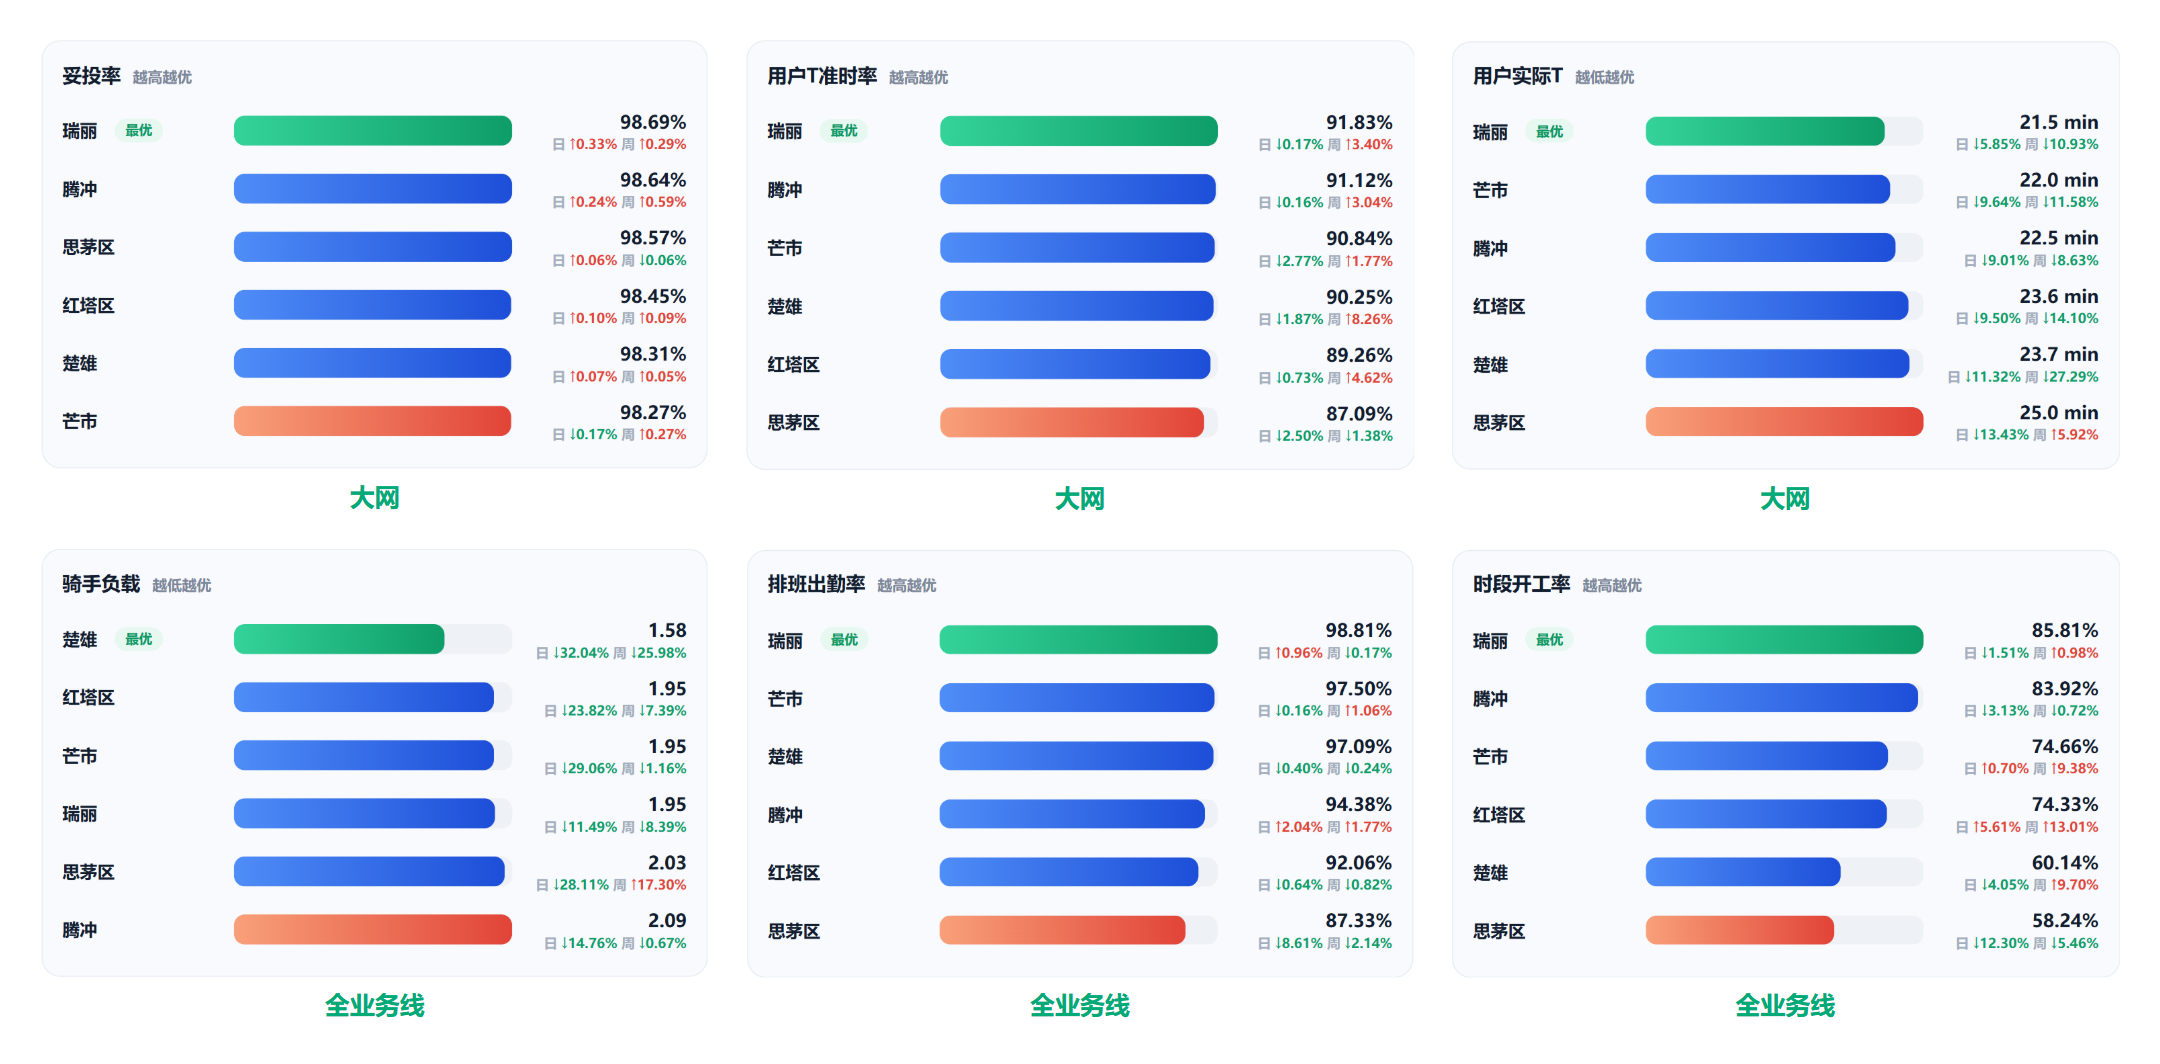 妥投率 越高越优
瑞丽 最优 98.69%
日 ↑0.33% 周 ↑0.29%
腾冲 98.64%
日 ↑0.24% 周 ↑0.59%
思茅区 98.57%
日 ↑0.06% 周 ↓0.06%
红塔区 98.45%
日 ↑0.10% 周 ↑0.09%
楚雄 98.31%
日 ↑0.07% 周 ↑0.05%
芒市 98.27%
日 ↓0.17% 周 ↑0.27%
大网
用户T准时率 越高越优
瑞丽 最优 91.83%
日 ↓0.17% 周 ↑3.40%
腾冲 91.12%
日 ↓0.16% 周 ↑3.04%
芒市 90.84%
日 ↓2.77% 周 ↑1.77%
楚雄 90.25%
日 ↓1.87% 周 ↑8.26%
红塔区 89.26%
日 ↓0.73% 周 ↑4.62%
思茅区 87.09%
日 ↓2.50% 周 ↓1.38%
大网
用户实际T 越低越优
瑞丽 最优 21.5 min
日 ↓5.85% 周 ↓10.93%
芒市 22.0 min
日 ↓9.64% 周 ↓11.58%
腾冲 22.5 min
日 ↓9.01% 周 ↓8.63%
红塔区 23.6 min
日 ↓9.50% 周 ↓14.10%
楚雄 23.7 min
日 ↓11.32% 周 ↓27.29%
思茅区 25.0 min
日 ↓13.43% 周 ↑5.92%
大网
骑手负载 越低越优
楚雄 最优 1.58
日 ↓32.04% 周 ↓25.98%
红塔区 1.95
日 ↓23.82% 周 ↓7.39%
芒市 1.95
日 ↓29.06% 周 ↓1.16%
瑞丽 1.95
日 ↓11.49% 周 ↓8.39%
思茅区 2.03
日 ↓28.11% 周 ↑17.30%
腾冲 2.09
日 ↓14.76% 周 ↓0.67%
全业务线
排班出勤率 越高越优
瑞丽 最优 98.81%
日 ↑0.96% 周 ↓0.17%
芒市 97.50%
日 ↓0.16% 周 ↑1.06%
楚雄 97.09%
日 ↓0.40% 周 ↓0.24%
腾冲 94.38%
日 ↑2.04% 周 ↑1.77%
红塔区 92.06%
日 ↓0.64% 周 ↓0.82%
思茅区 87.33%
日 ↓8.61% 周 ↓2.14%
全业务线
时段开工率 越高越优
瑞丽 最优 85.81%
日 ↓1.51% 周 ↑0.98%
腾冲 83.92%
日 ↓3.13% 周 ↓0.72%
芒市 74.66%
日 ↑0.70% 周 ↑9.38%
红塔区 74.33%
日 ↑5.61% 周 ↑13.01%
楚雄 60.14%
日 ↓4.05% 周 ↑9.70%
思茅区 58.24%
日 ↓12.30% 周 ↓5.46%
全业务线